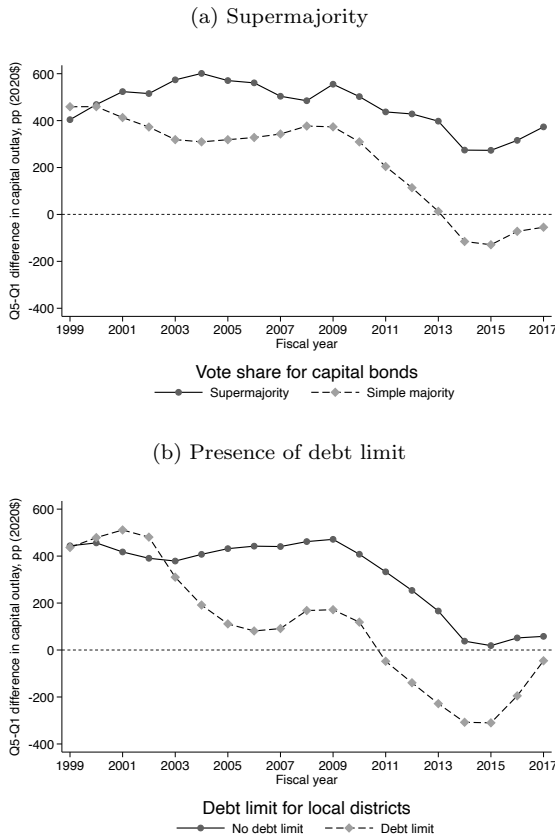 (a) Supermajority
Q5-Q1 difference in capital outlay, pp (2020$)
600
400
200
0
-200
-400
1999 2001 2003 2005 2007 2009 2011 2013 2015 2017
Fiscal year
Vote share for capital bonds
Supermajority Simple majority
(b) Presence of debt limit
Q5-Q1 difference in capital outlay, pp (2020$)
600
400
200
0
-200
-400
1999 2001 2003 2005 2007 2009 2011 2013 2015 2017
Fiscal year
Debt limit for local districts
No debt limit Debt limit